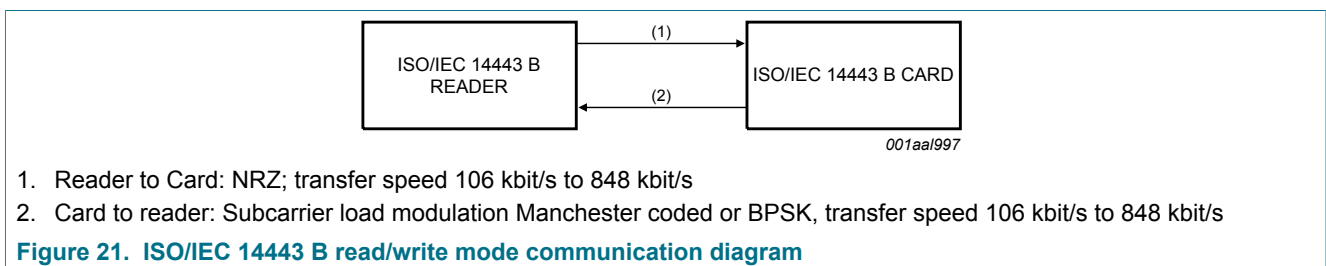 (1)
ISO/IEC 14443 B
READER
ISO/IEC 14443 B CARD
(2)
001aal997
1. Reader to Card: NRZ; transfer speed 106 kbit/s to 848 kbit/s
2. Card to reader: Subcarrier load modulation Manchester coded or BPSK, transfer speed 106 kbit/s to 848 kbit/s
Figure 21. ISO/IEC 14443 B read/write mode communication diagram